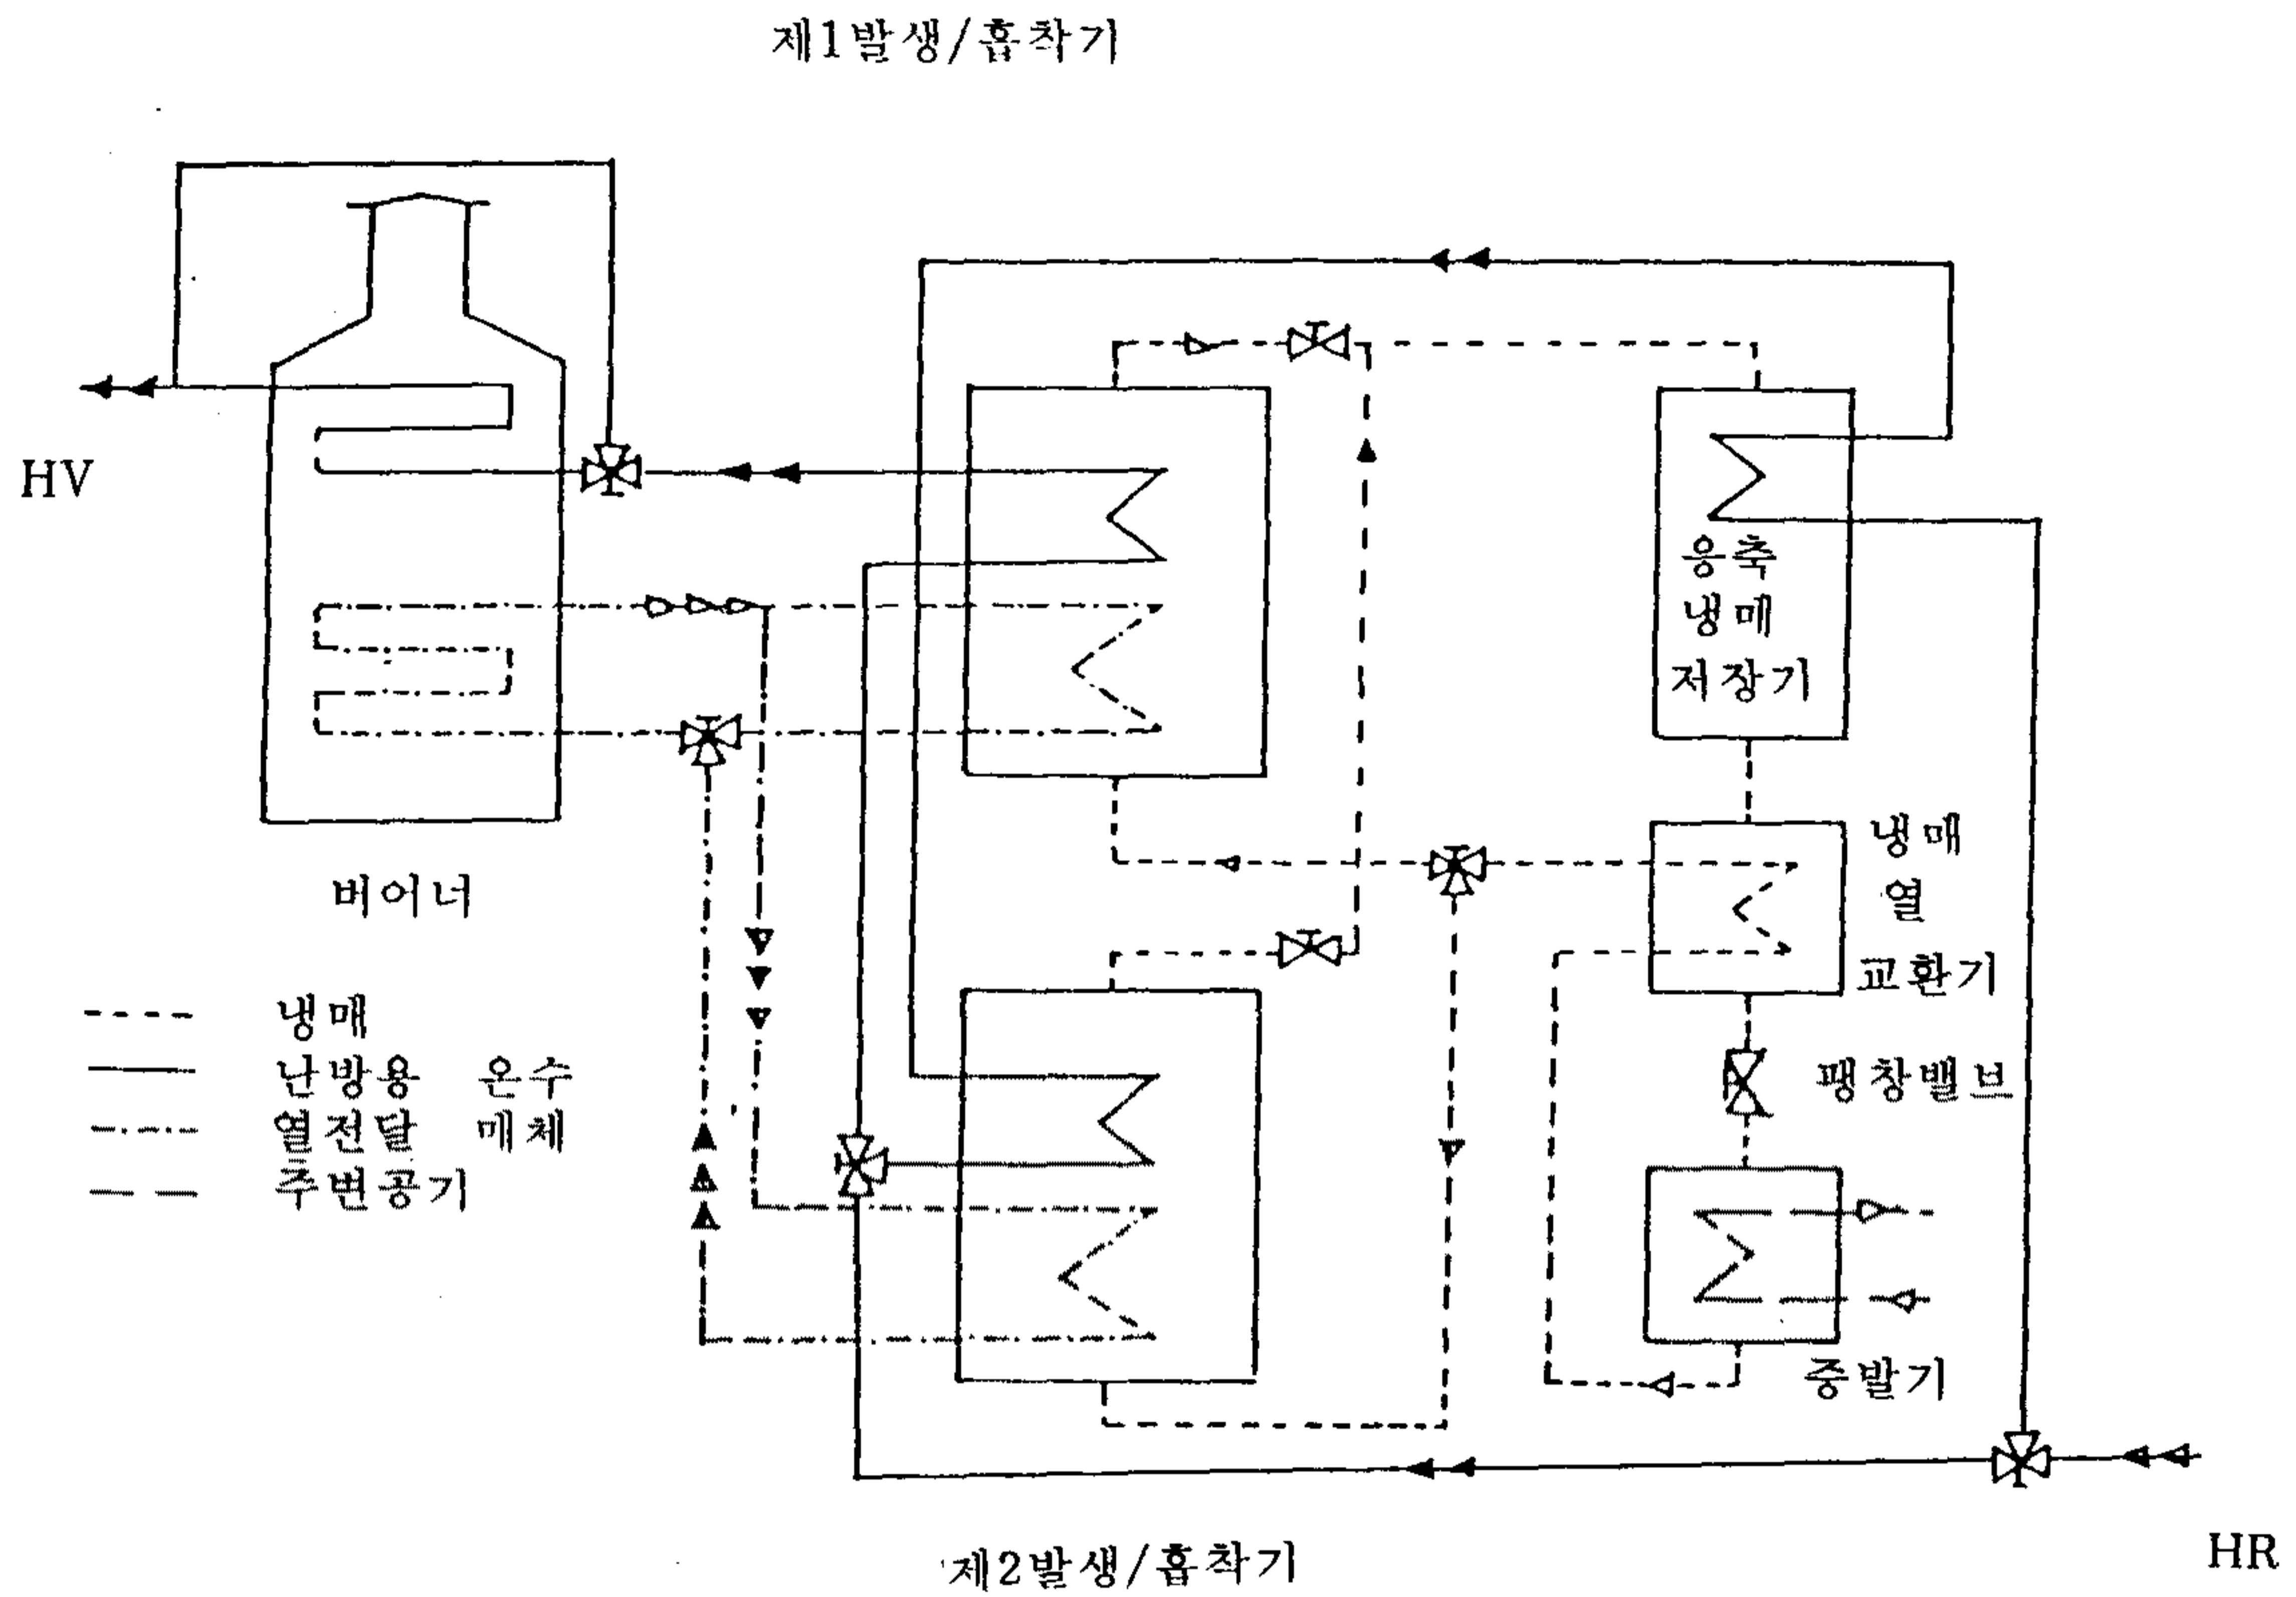 제1발생/흡착기
HV
응축
냉매
저장기
냉매
열
교환기
비어너
냉매
난방용 온수
열전달 매체
주변공기
팽창밸브
증발기
HR
제2발생/흡착기